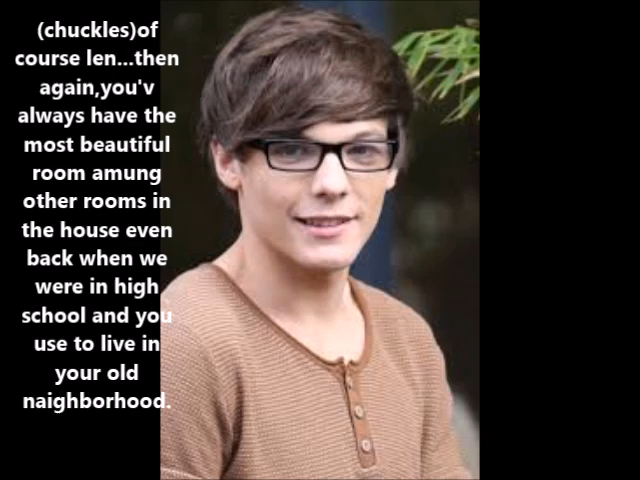 (chuckles)of
course len...then
again,you'v
always have the
most beautiful
room amung
other rooms in
the house even
back when we
were in high
school and you
use to live in
your old
naighborhood.